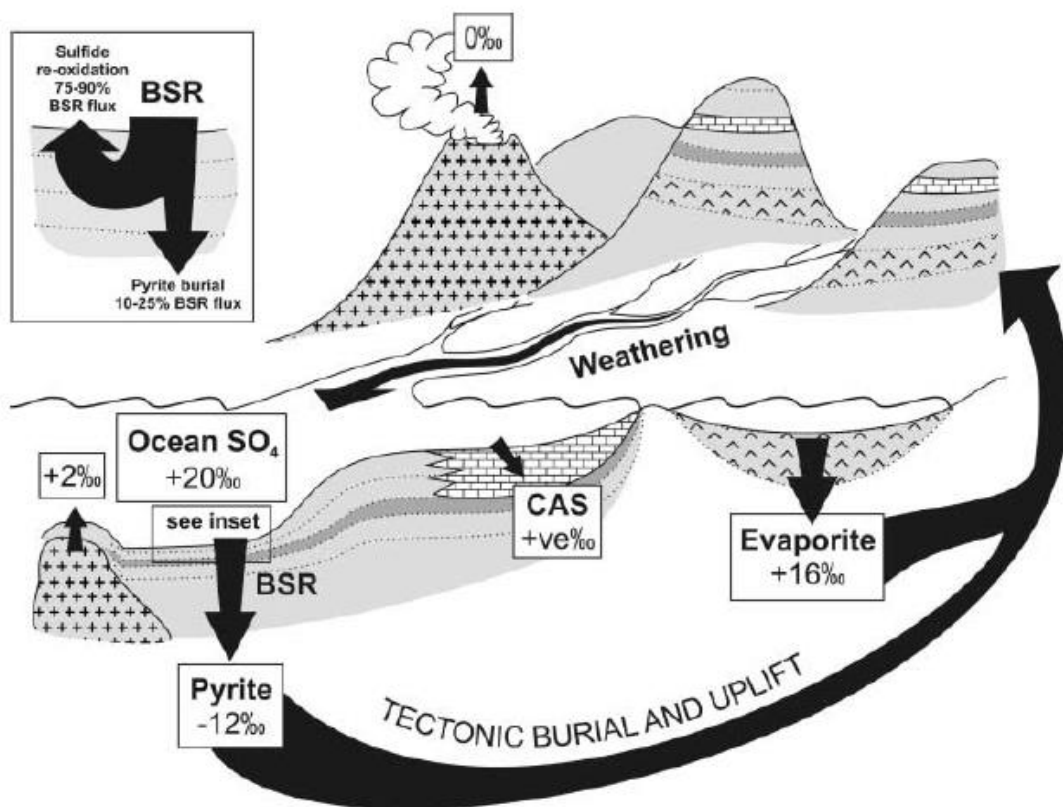 Sulfide
re-oxidation
75-90%
BSR flux
BSR
Pyrite burial
10-25% BSR flux
0‰
Weathering
Ocean SO₄
+20‰
+2‰
see inset
BSR
CAS
+ve‰
Evaporite
+16‰
Pyrite
-12‰
TECTONIC BURIAL AND UPLIFT